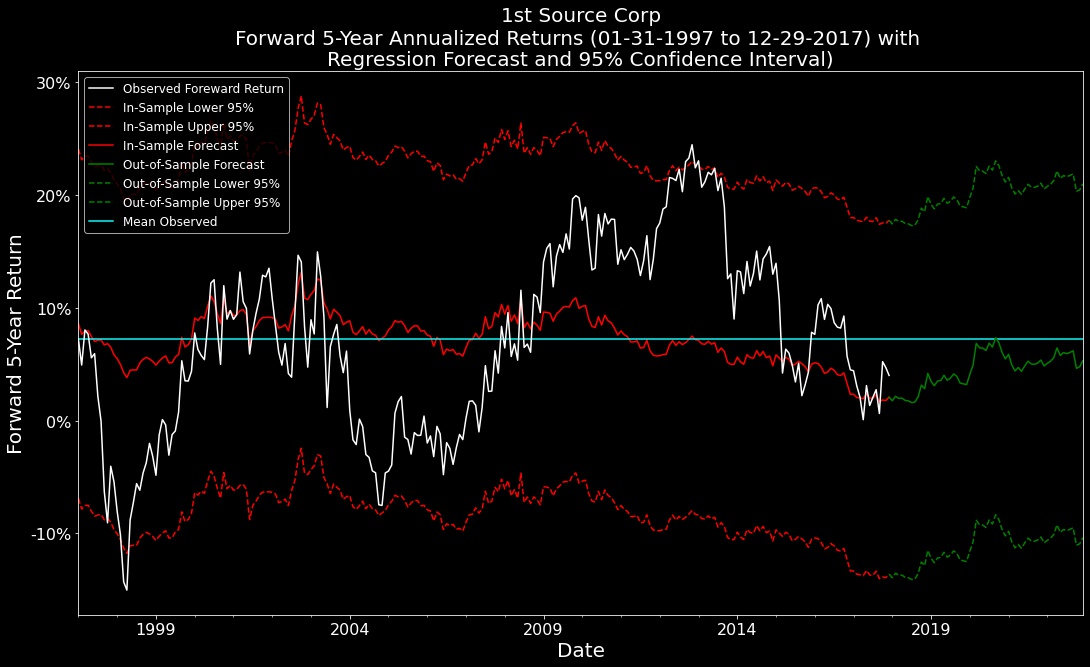 1st Source Corp
Forward 5-Year Annualized Returns (01-31-1997 to 12-29-2017) with
Regression Forecast and 95% Confidence Interval)
30%
20%
10%
0%
-10%
Forward 5-Year Return
Observed Foreward Return
In-Sample Lower 95%
In-Sample Upper 95%
In-Sample Forecast
Out-of-Sample Forecast
Out-of-Sample Lower 95%
Out-of-Sample Upper 95%
Mean Observed
1999
2004
2009
2014
2019
Date